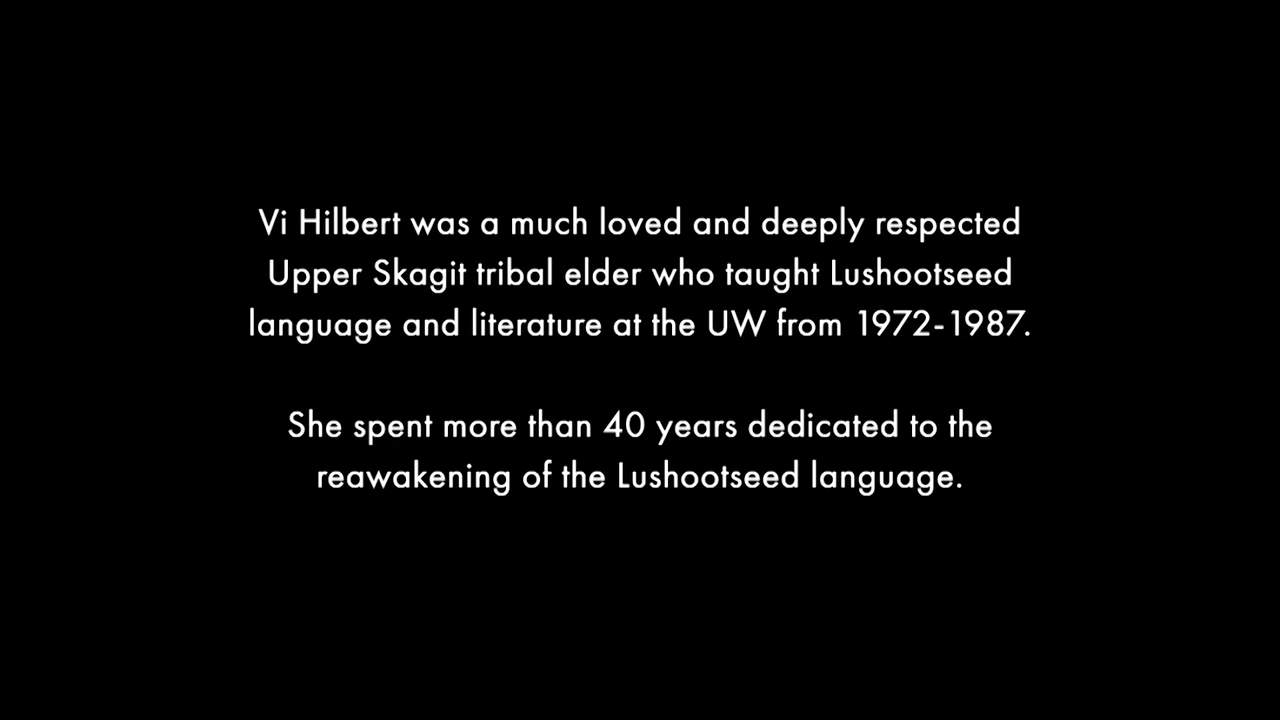 Vi Hilbert was a much loved and deeply respected
Upper Skagit tribal elder who taught Lushootseed
language and literature at the UW from 1972-1987.
She spent more than 40 years dedicated to the
reawakening of the Lushootseed language.